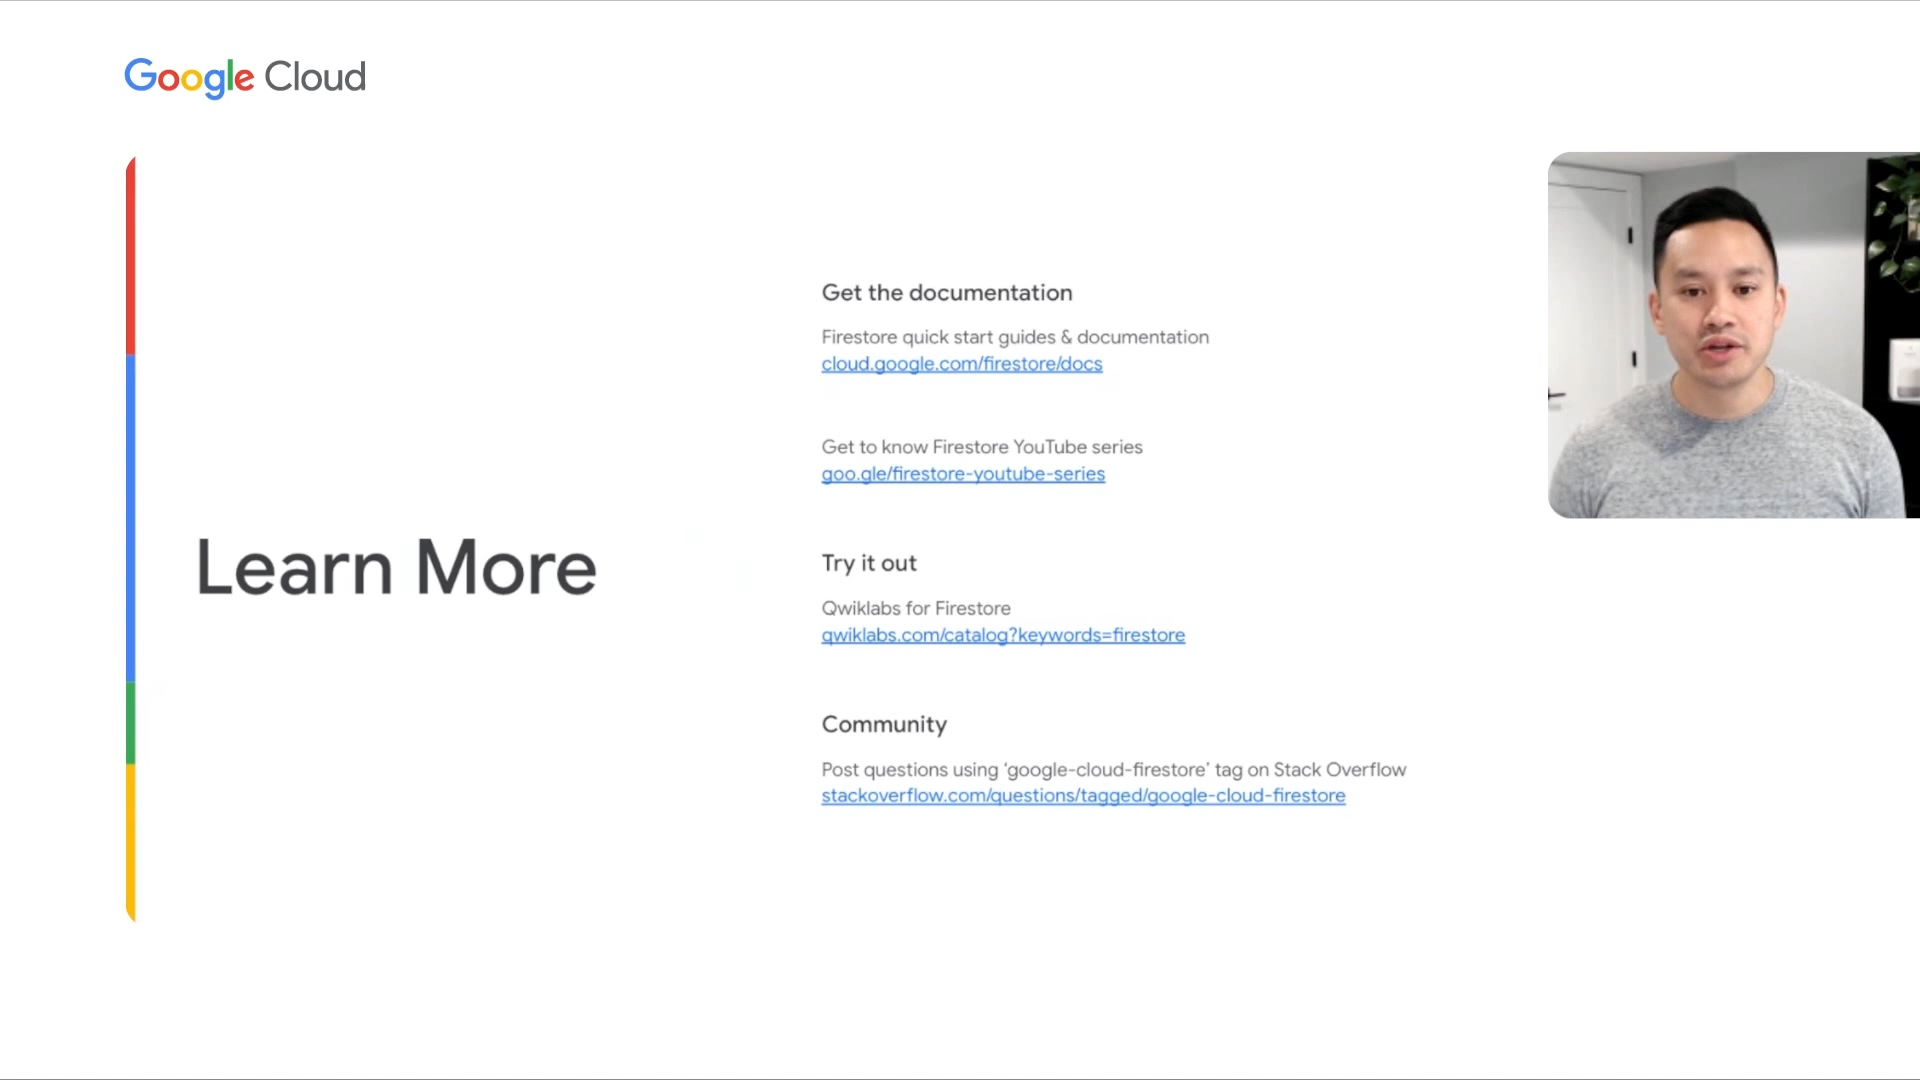 Google Cloud
Learn More
Get the documentation
Firestore quick start guides & documentation
cloud.google.com/firestore/docs
Get to know Firestore YouTube series
goo.gle/firestore-youtube-series
Try it out
Qwiklabs for Firestore
qwiklabs.com/catalog?keywords=firestore
Community
Post questions using ‘google-cloud-firestore’ tag on Stack Overflow
stackoverflow.com/questions/tagged/google-cloud-firestore